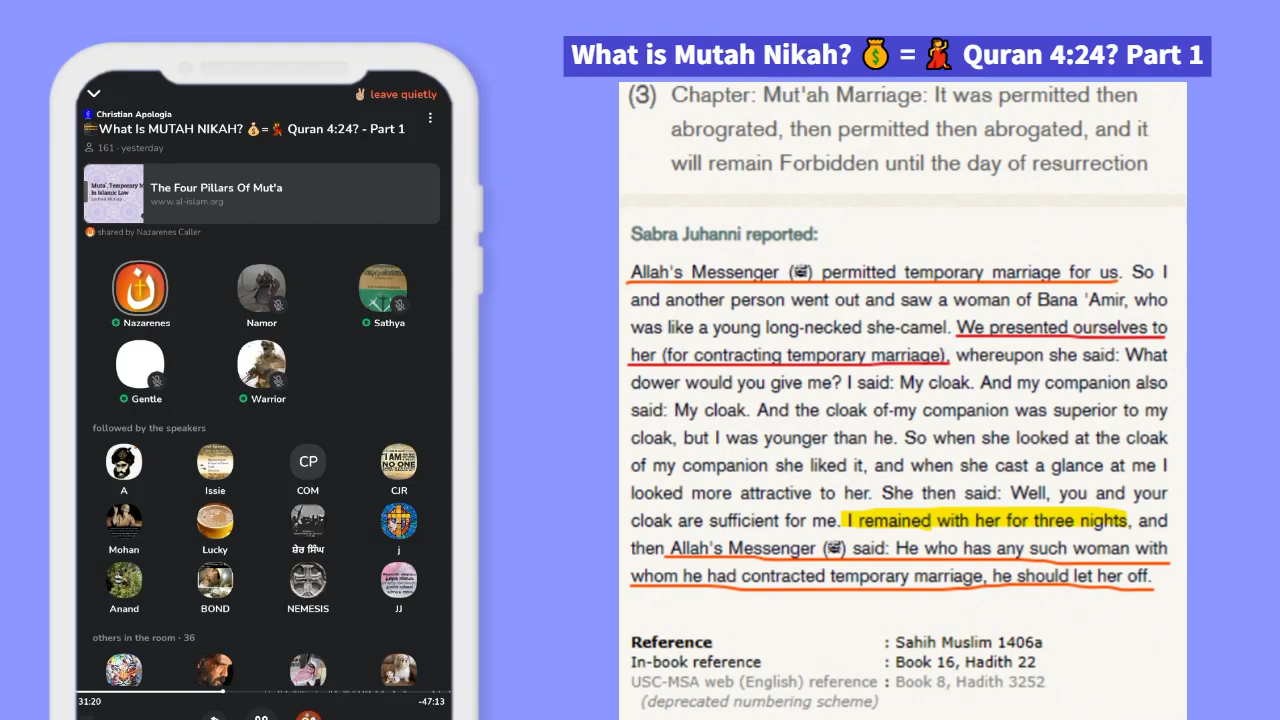 leave quietly
Christian Apologia
What Is MUTAH NIKAH? 💰=💃 Quran 4:24? - Part 1
161 · yesterday
Muta', Temporary M
In Islamic Law
The Four Pillars Of Mut'a
www.al-islam.org
shared by Nazarenes Caller
Nazarenes
Namor
Sathya
Gentle
Warrior
followed by the speakers
CP
I AM
NO ONE
A
Issie
COM
CJR
Mohan
Lucky
ਸ਼ੇਰ ਸਿੰਘ
j
Anand
BOND
NEMESIS
JJ
others in the room · 36
31:20
-47:13
What is Mutah Nikah? 💰 = 💃 Quran 4:24? Part 1
(3) Chapter: Mut'ah Marriage: It was permitted then
abrograted, then permitted then abrogated, and it
will remain Forbidden until the day of resurrection
Sabra Juhanni reported:
Allah's Messenger (ﷺ) permitted temporary marriage for us. So I
and another person went out and saw a woman of Bana 'Amir, who
was like a young long-necked she-camel. We presented ourselves to
her (for contracting temporary marriage), whereupon she said: What
dower would you give me? I said: My cloak. And my companion also
said: My cloak. And the cloak of-my companion was superior to my
cloak, but I was younger than he. So when she looked at the cloak
of my companion she liked it, and when she cast a glance at me I
looked more attractive to her. She then said: Well, you and your
cloak are sufficient for me. I remained with her for three nights, and
then Allah's Messenger (ﷺ) said: He who has any such woman with
whom he had contracted temporary marriage, he should let her off.
Reference : Sahih Muslim 1406a
In-book reference : Book 16, Hadith 22
USC-MSA web (English) reference : Book 8, Hadith 3252
(deprecated numbering scheme)